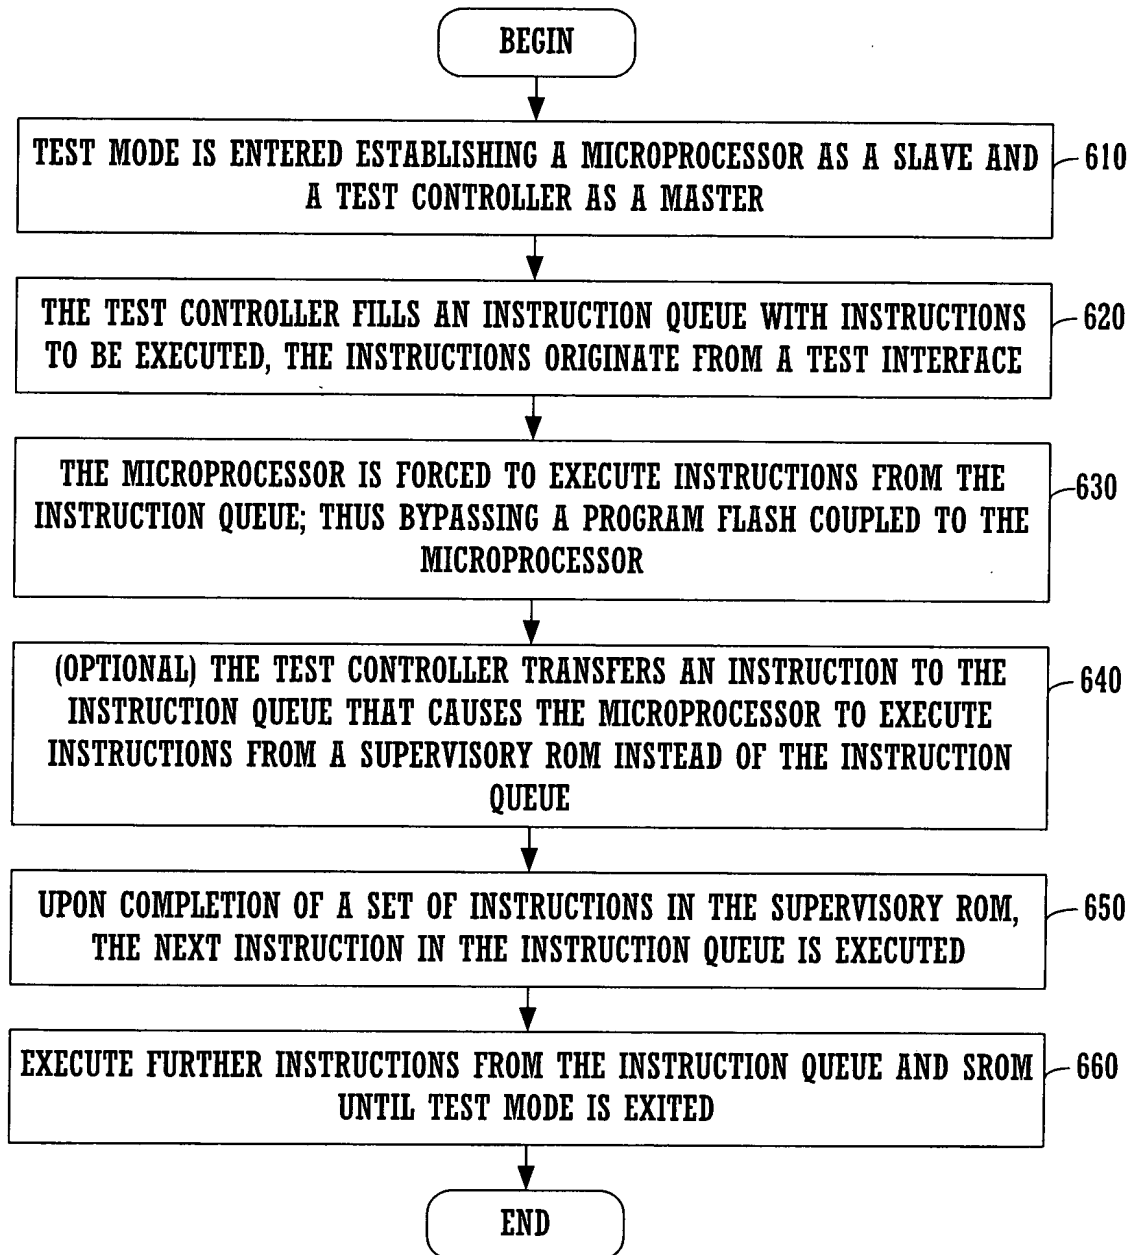 BEGIN
TEST MODE IS ENTERED ESTABLISHING A MICROPROCESSOR AS A SLAVE AND
A TEST CONTROLLER AS A MASTER
610
THE TEST CONTROLLER FILLS AN INSTRUCTION QUEUE WITH INSTRUCTIONS
TO BE EXECUTED, THE INSTRUCTIONS ORIGINATE FROM A TEST INTERFACE
620
THE MICROPROCESSOR IS FORCED TO EXECUTE INSTRUCTIONS FROM THE
INSTRUCTION QUEUE; THUS BYPASSING A PROGRAM FLASH COUPLED TO THE
MICROPROCESSOR
630
(OPTIONAL) THE TEST CONTROLLER TRANSFERS AN INSTRUCTION TO THE
INSTRUCTION QUEUE THAT CAUSES THE MICROPROCESSOR TO EXECUTE
INSTRUCTIONS FROM A SUPERVISORY ROM INSTEAD OF THE INSTRUCTION
QUEUE
640
UPON COMPLETION OF A SET OF INSTRUCTIONS IN THE SUPERVISORY ROM,
THE NEXT INSTRUCTION IN THE INSTRUCTION QUEUE IS EXECUTED
650
EXECUTE FURTHER INSTRUCTIONS FROM THE INSTRUCTION QUEUE AND SROM
UNTIL TEST MODE IS EXITED
660
END